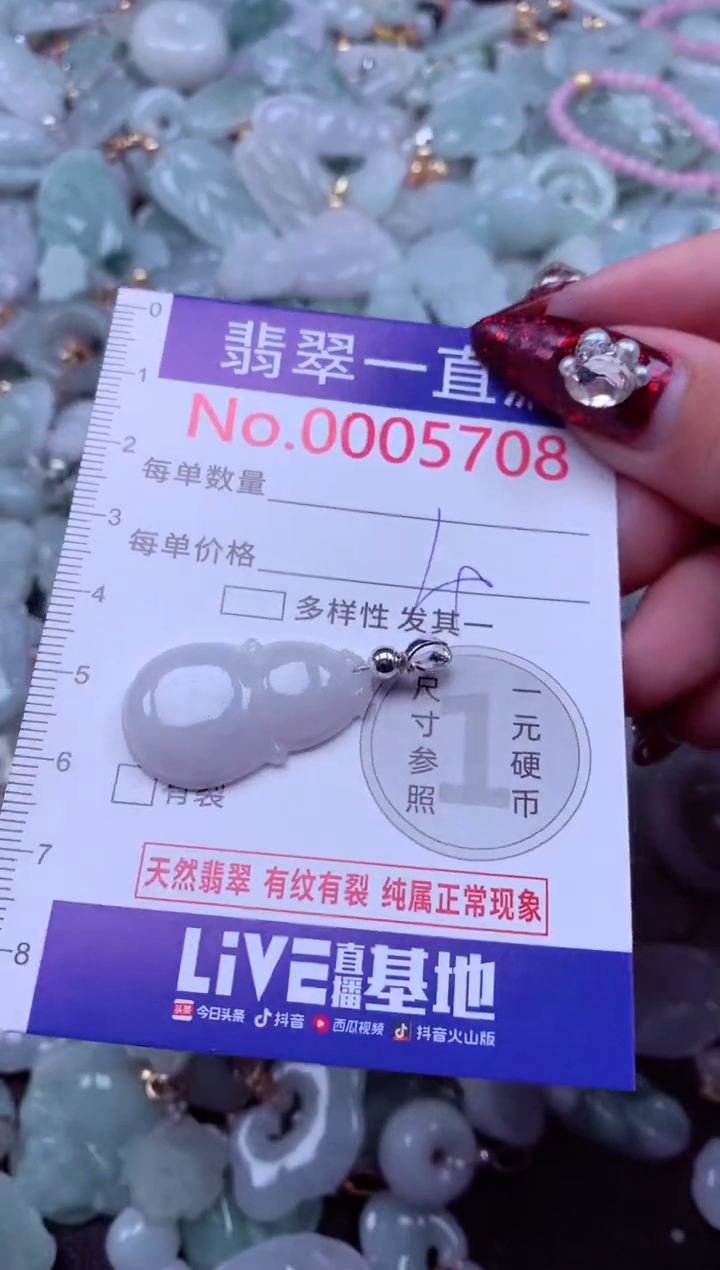 0
翡翠一直
1
No.0005708
2
每单数量
3
每单价格
4
多样性 发其一
5
尺寸参照
1
一元硬币
6
有裂
7
天然翡翠 有纹有裂 纯属正常现象
8
LiVE直播基地
头条 今日头条 抖音 西瓜视频 抖音火山版